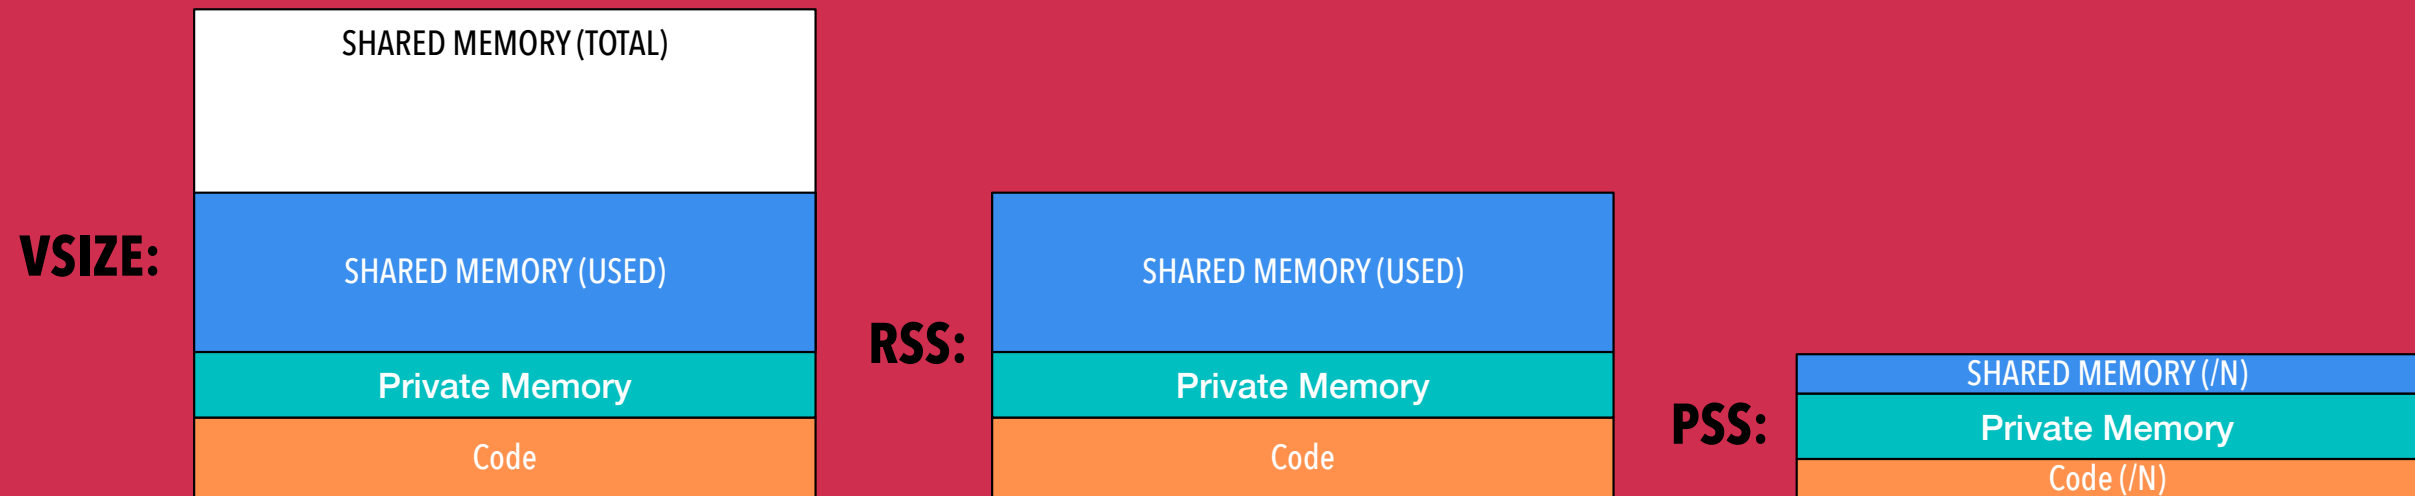 VSIZE:
SHARED MEMORY (TOTAL)
SHARED MEMORY (USED)
Private Memory
Code
RSS:
SHARED MEMORY (USED)
Private Memory
Code
PSS:
SHARED MEMORY (/N)
Private Memory
Code (/N)